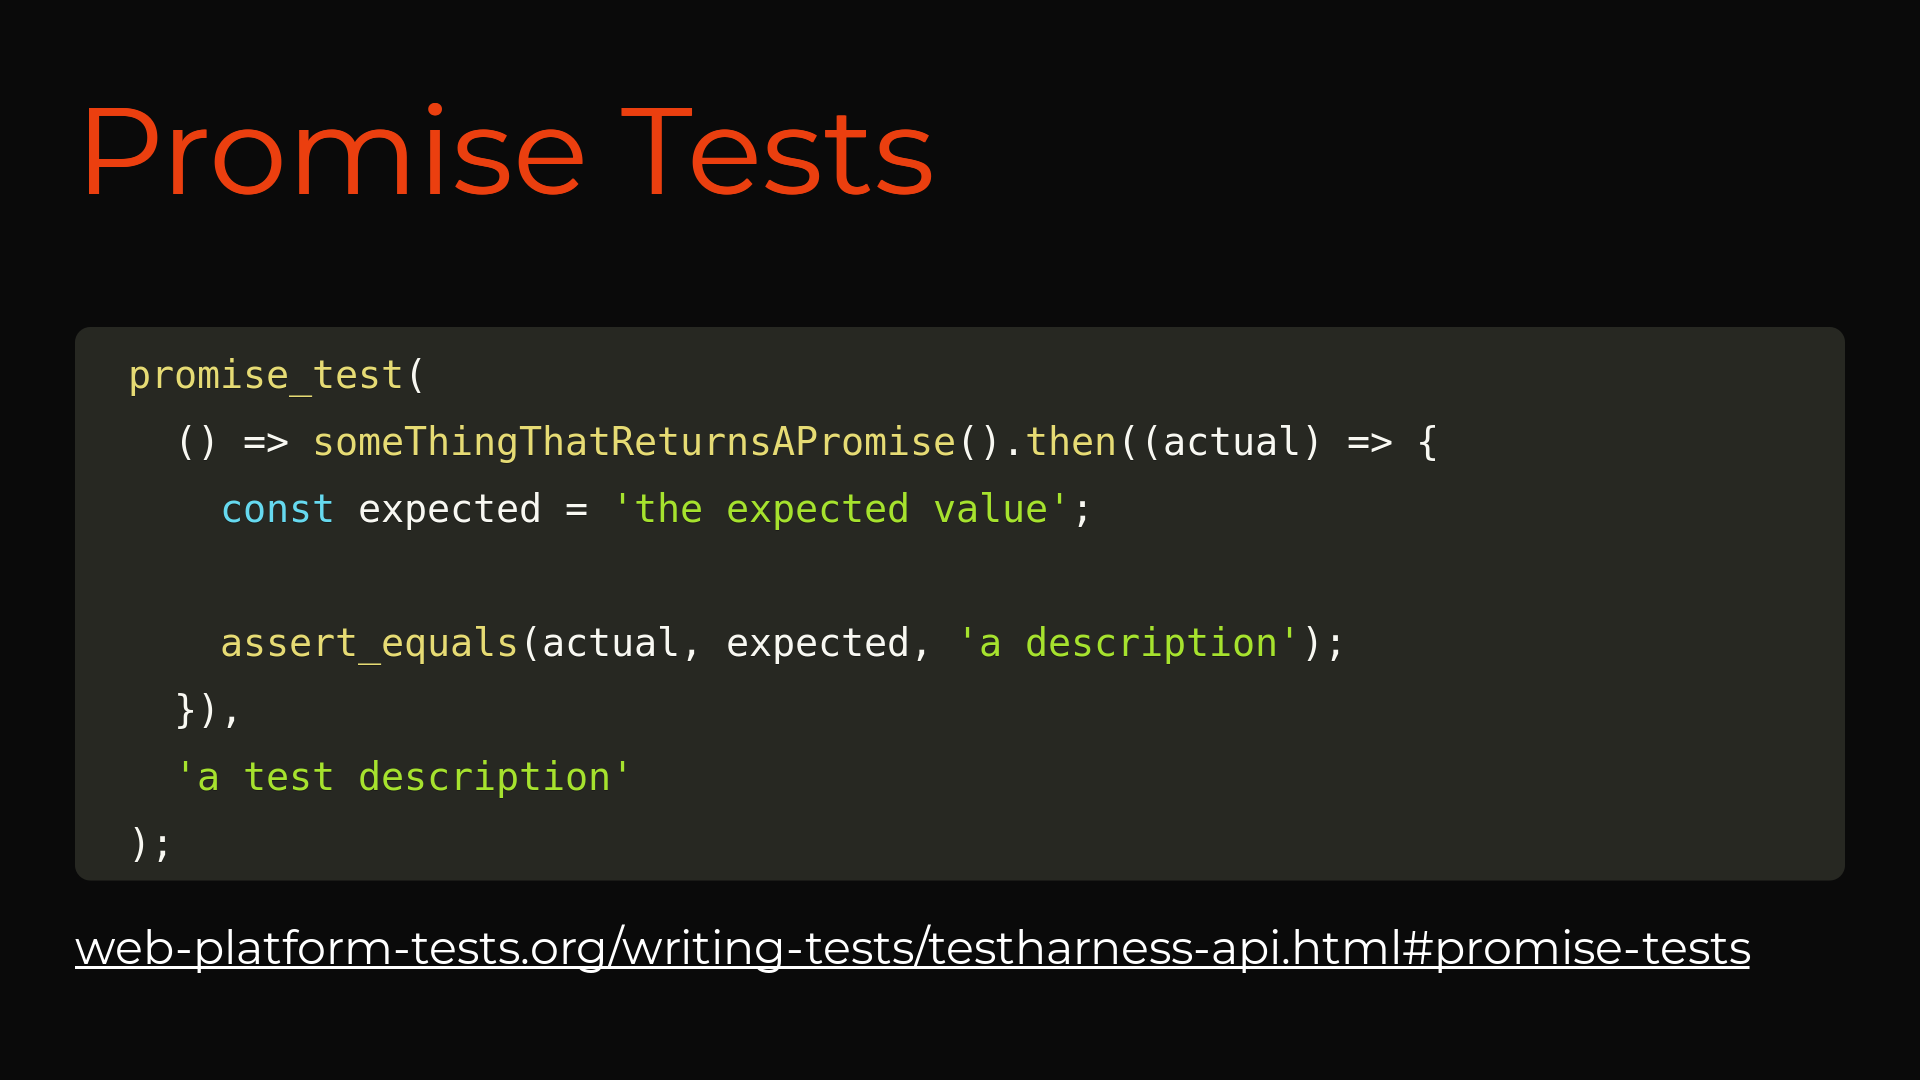 Promise Tests
promise_test(
  () => someThingThatReturnsAPromise().then((actual) => {
    const expected = 'the expected value';

    assert_equals(actual, expected, 'a description');
  }),
  'a test description'
);
web-platform-tests.org/writing-tests/testharness-api.html#promise-tests